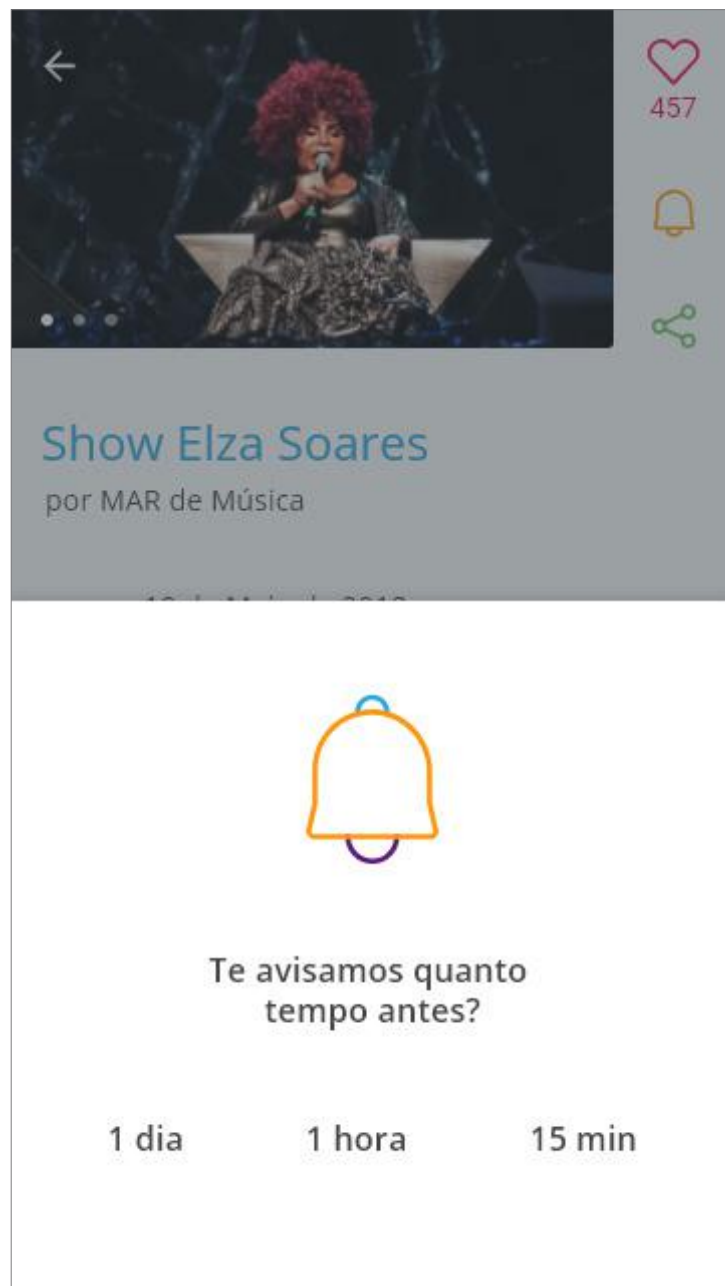 457
Show Elza Soares
por MAR de Música
Te avisamos quanto
tempo antes?
1 dia
1 hora
15 min